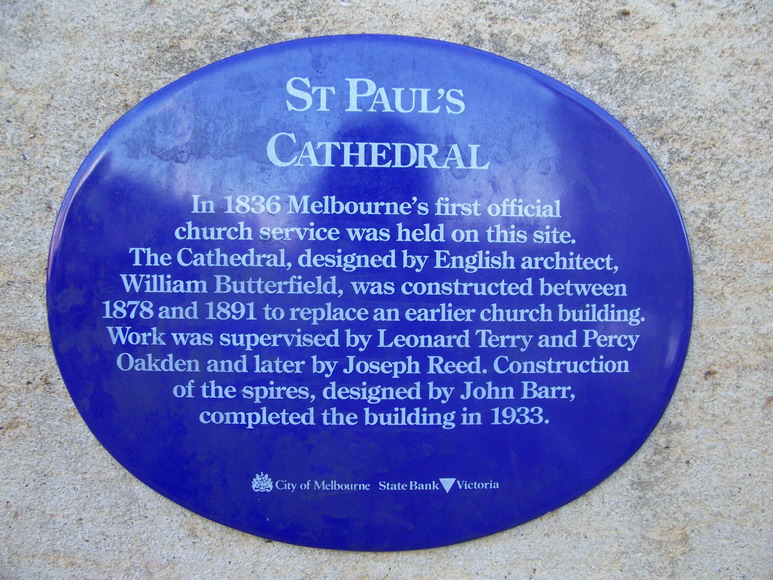 ST PAUL'S
CATHEDRAL
In 1836 Melbourne's first official
church service was held on this site.
The Cathedral, designed by English architect,
William Butterfield, was constructed between
1878 and 1891 to replace an earlier church building.
Work was supervised by Leonard Terry and Percy
Oakden and later by Joseph Reed. Construction
of the spires, designed by John Barr,
completed the building in 1933.
City of Melbourne State Bank Victoria